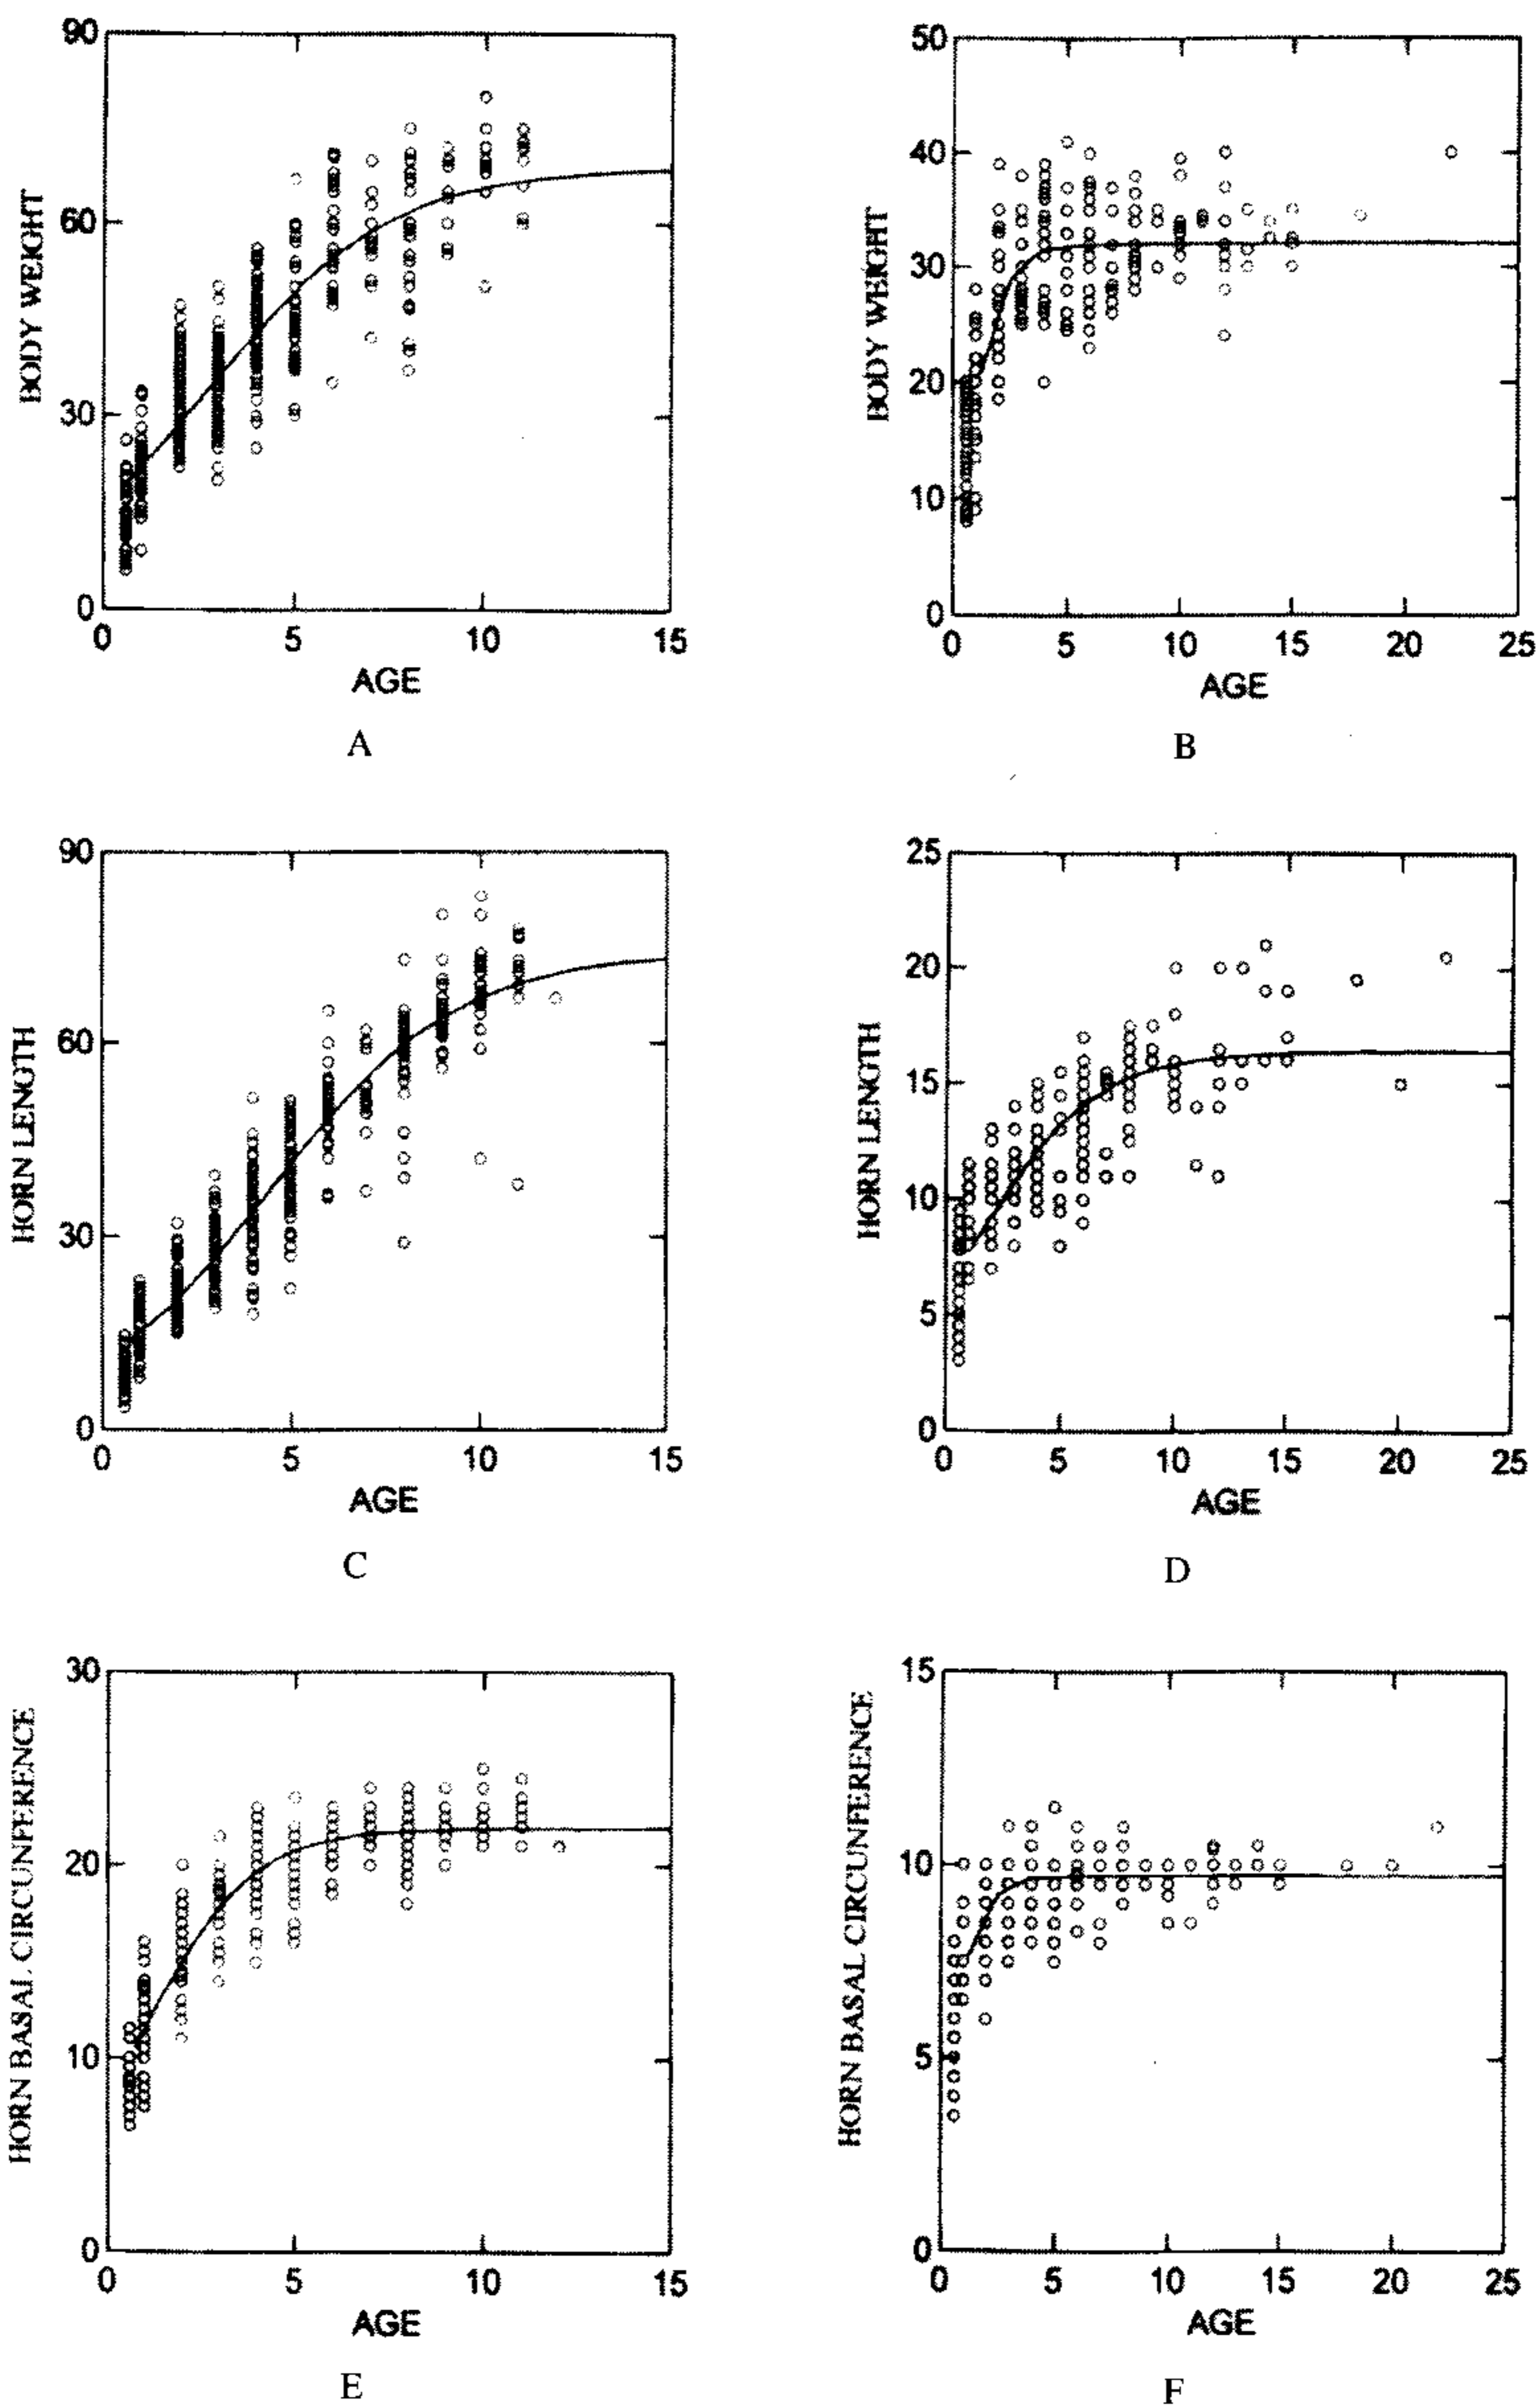 90
60
30
0
BODY WEIGHT
0 5 10 15
AGE
A
50
40
30
20
10
0
BODY WEIGHT
0 5 10 15 20 25
AGE
B
90
60
30
0
HORN LENGTH
0 5 10 15
AGE
C
25
20
15
10
5
0
HORN LENGTH
0 5 10 15 20 25
AGE
D
30
20
10
0
HORN BASAL CIRCUNFERENCE
0 5 10 15
AGE
E
15
10
5
0
HORN BASAL CIRCUNFERENCE
0 5 10 15 20 25
AGE
F